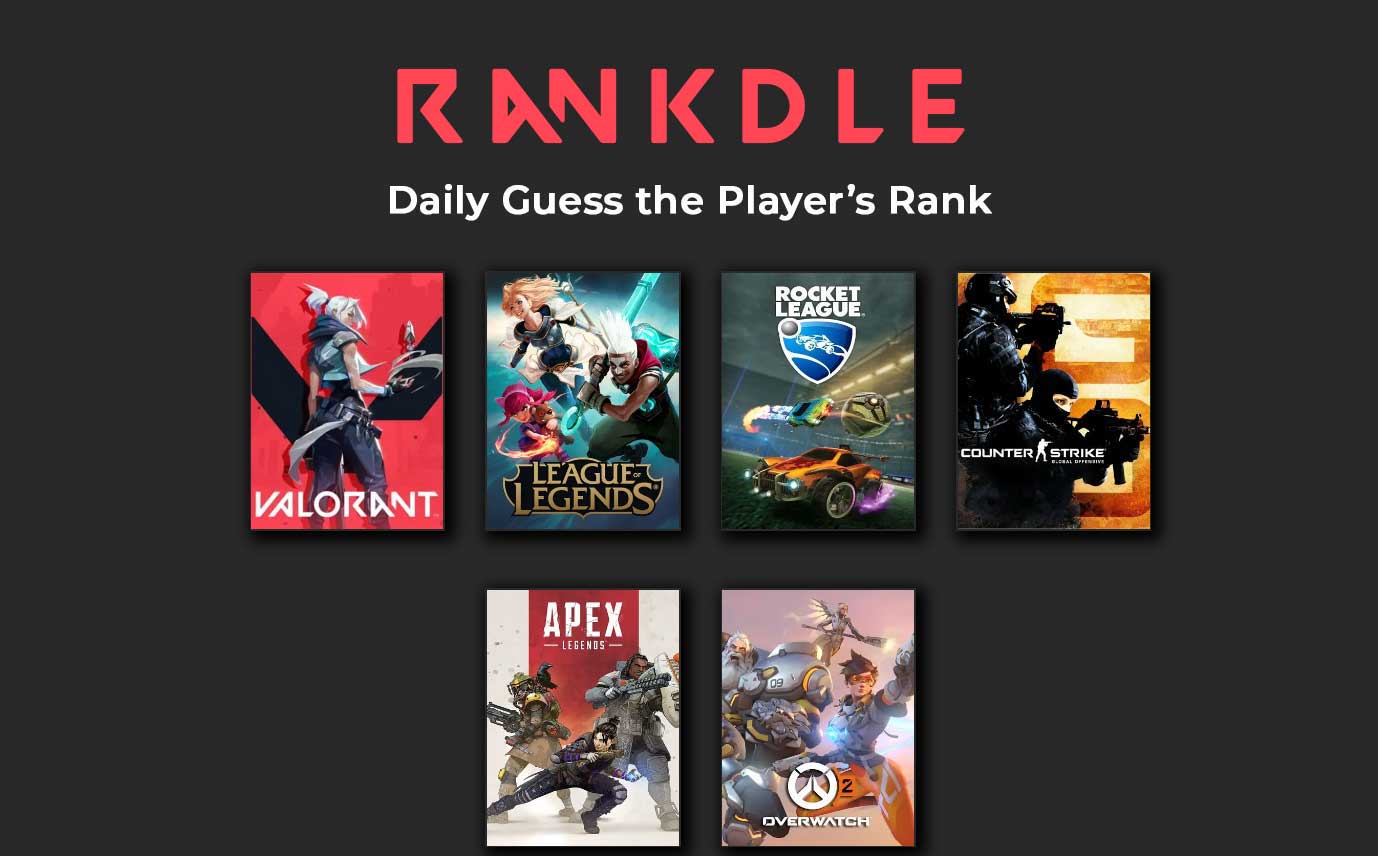 RANKDLE
Daily Guess the Player’s Rank
VALORANT
LEAGUE OF
LEGENDS
ROCKET
LEAGUE
COUNTER STRIKE
GLOBAL OFFENSIVE
APEX
LEGENDS
09
2
OVERWATCH